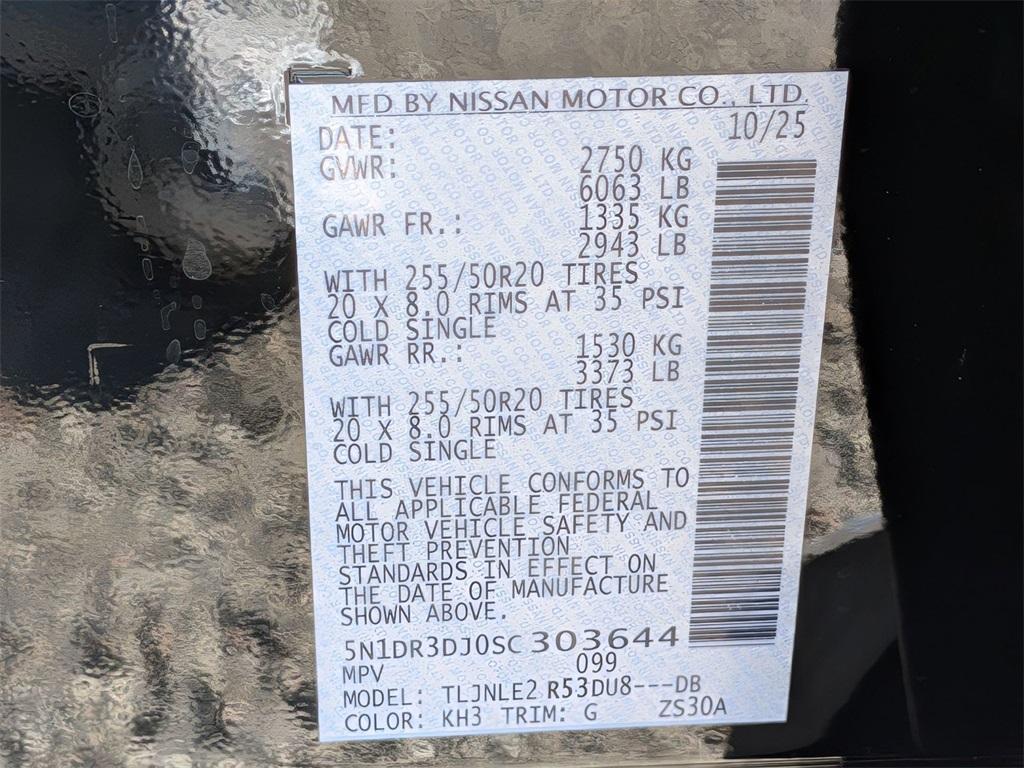 MFD BY NISSAN MOTOR CO., LTD.
DATE: 10/25
GVWR: 2750 KG
6063 LB
GAWR FR.: 1335 KG
2943 LB
WITH 255/50R20 TIRES
20 X 8.0 RIMS AT 35 PSI
COLD SINGLE
GAWR RR.: 1530 KG
3373 LB
WITH 255/50R20 TIRES
20 X 8.0 RIMS AT 35 PSI
COLD SINGLE
THIS VEHICLE CONFORMS TO
ALL APPLICABLE FEDERAL
MOTOR VEHICLE SAFETY AND
THEFT PREVENTION
STANDARDS IN EFFECT ON
THE DATE OF MANUFACTURE
SHOWN ABOVE.
5N1DR3DJ0SC 303644
MPV 099
MODEL: TLJNLE2 R53DU8---DB
COLOR: KH3 TRIM: G ZS30A